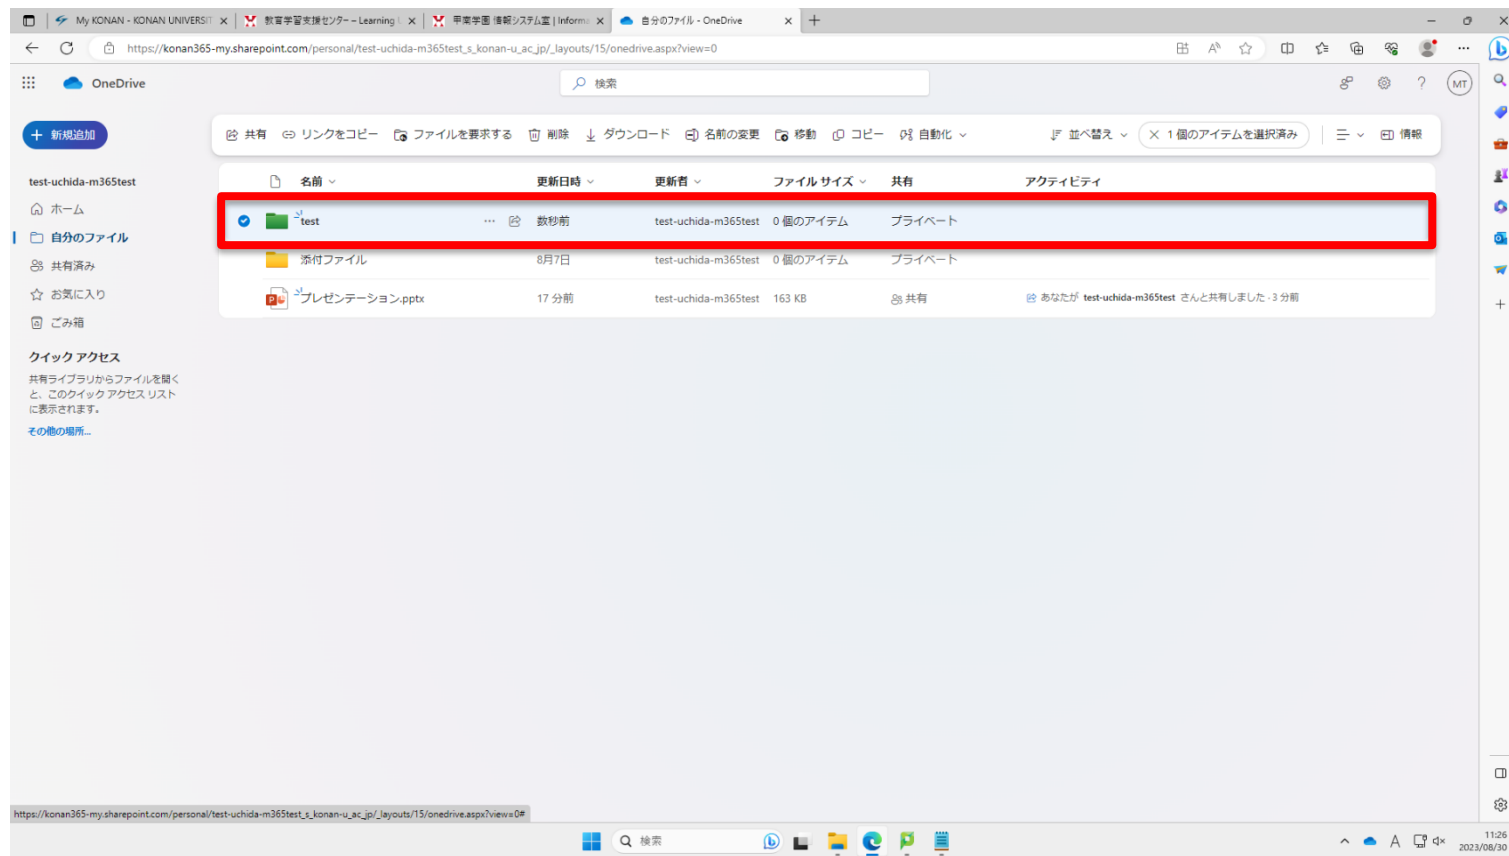 My KONAN - KONAN UNIVERSIT
教育学習支援センター – Learning
甲南学園 情報システム室 | Informa
自分のファイル - OneDrive
https://konan365-my.sharepoint.com/personal/test-uchida-m365test_s_konan-u_ac_jp/_layouts/15/onedrive.aspx?view=0
OneDrive
検索
MT
新規追加
共有 リンクをコピー ファイルを要求する 削除 ダウンロード 名前の変更 移動 コピー 自動化 並べ替え 1 個のアイテムを選択済み 情報
test-uchida-m365test
ホーム
自分のファイル
共有済み
お気に入り
ごみ箱
クイック アクセス
共有ライブラリからファイルを開く
と、このクイック アクセス リスト
に表示されます。
その他の場所...
名前 更新日時 更新者 ファイル サイズ 共有 アクティビティ
test 数秒前 test-uchida-m365test 0 個のアイテム プライベート
添付ファイル 8月7日 test-uchida-m365test 0 個のアイテム プライベート
プレゼンテーション.pptx 17 分前 test-uchida-m365test 163 KB 共有 あなたが test-uchida-m365test さんと共有しました - 3 分前
https://konan365-my.sharepoint.com/personal/test-uchida-m365test_s_konan-u_ac_jp/_layouts/15/onedrive.aspx?view=0#
検索
A
11:26
2023/08/30